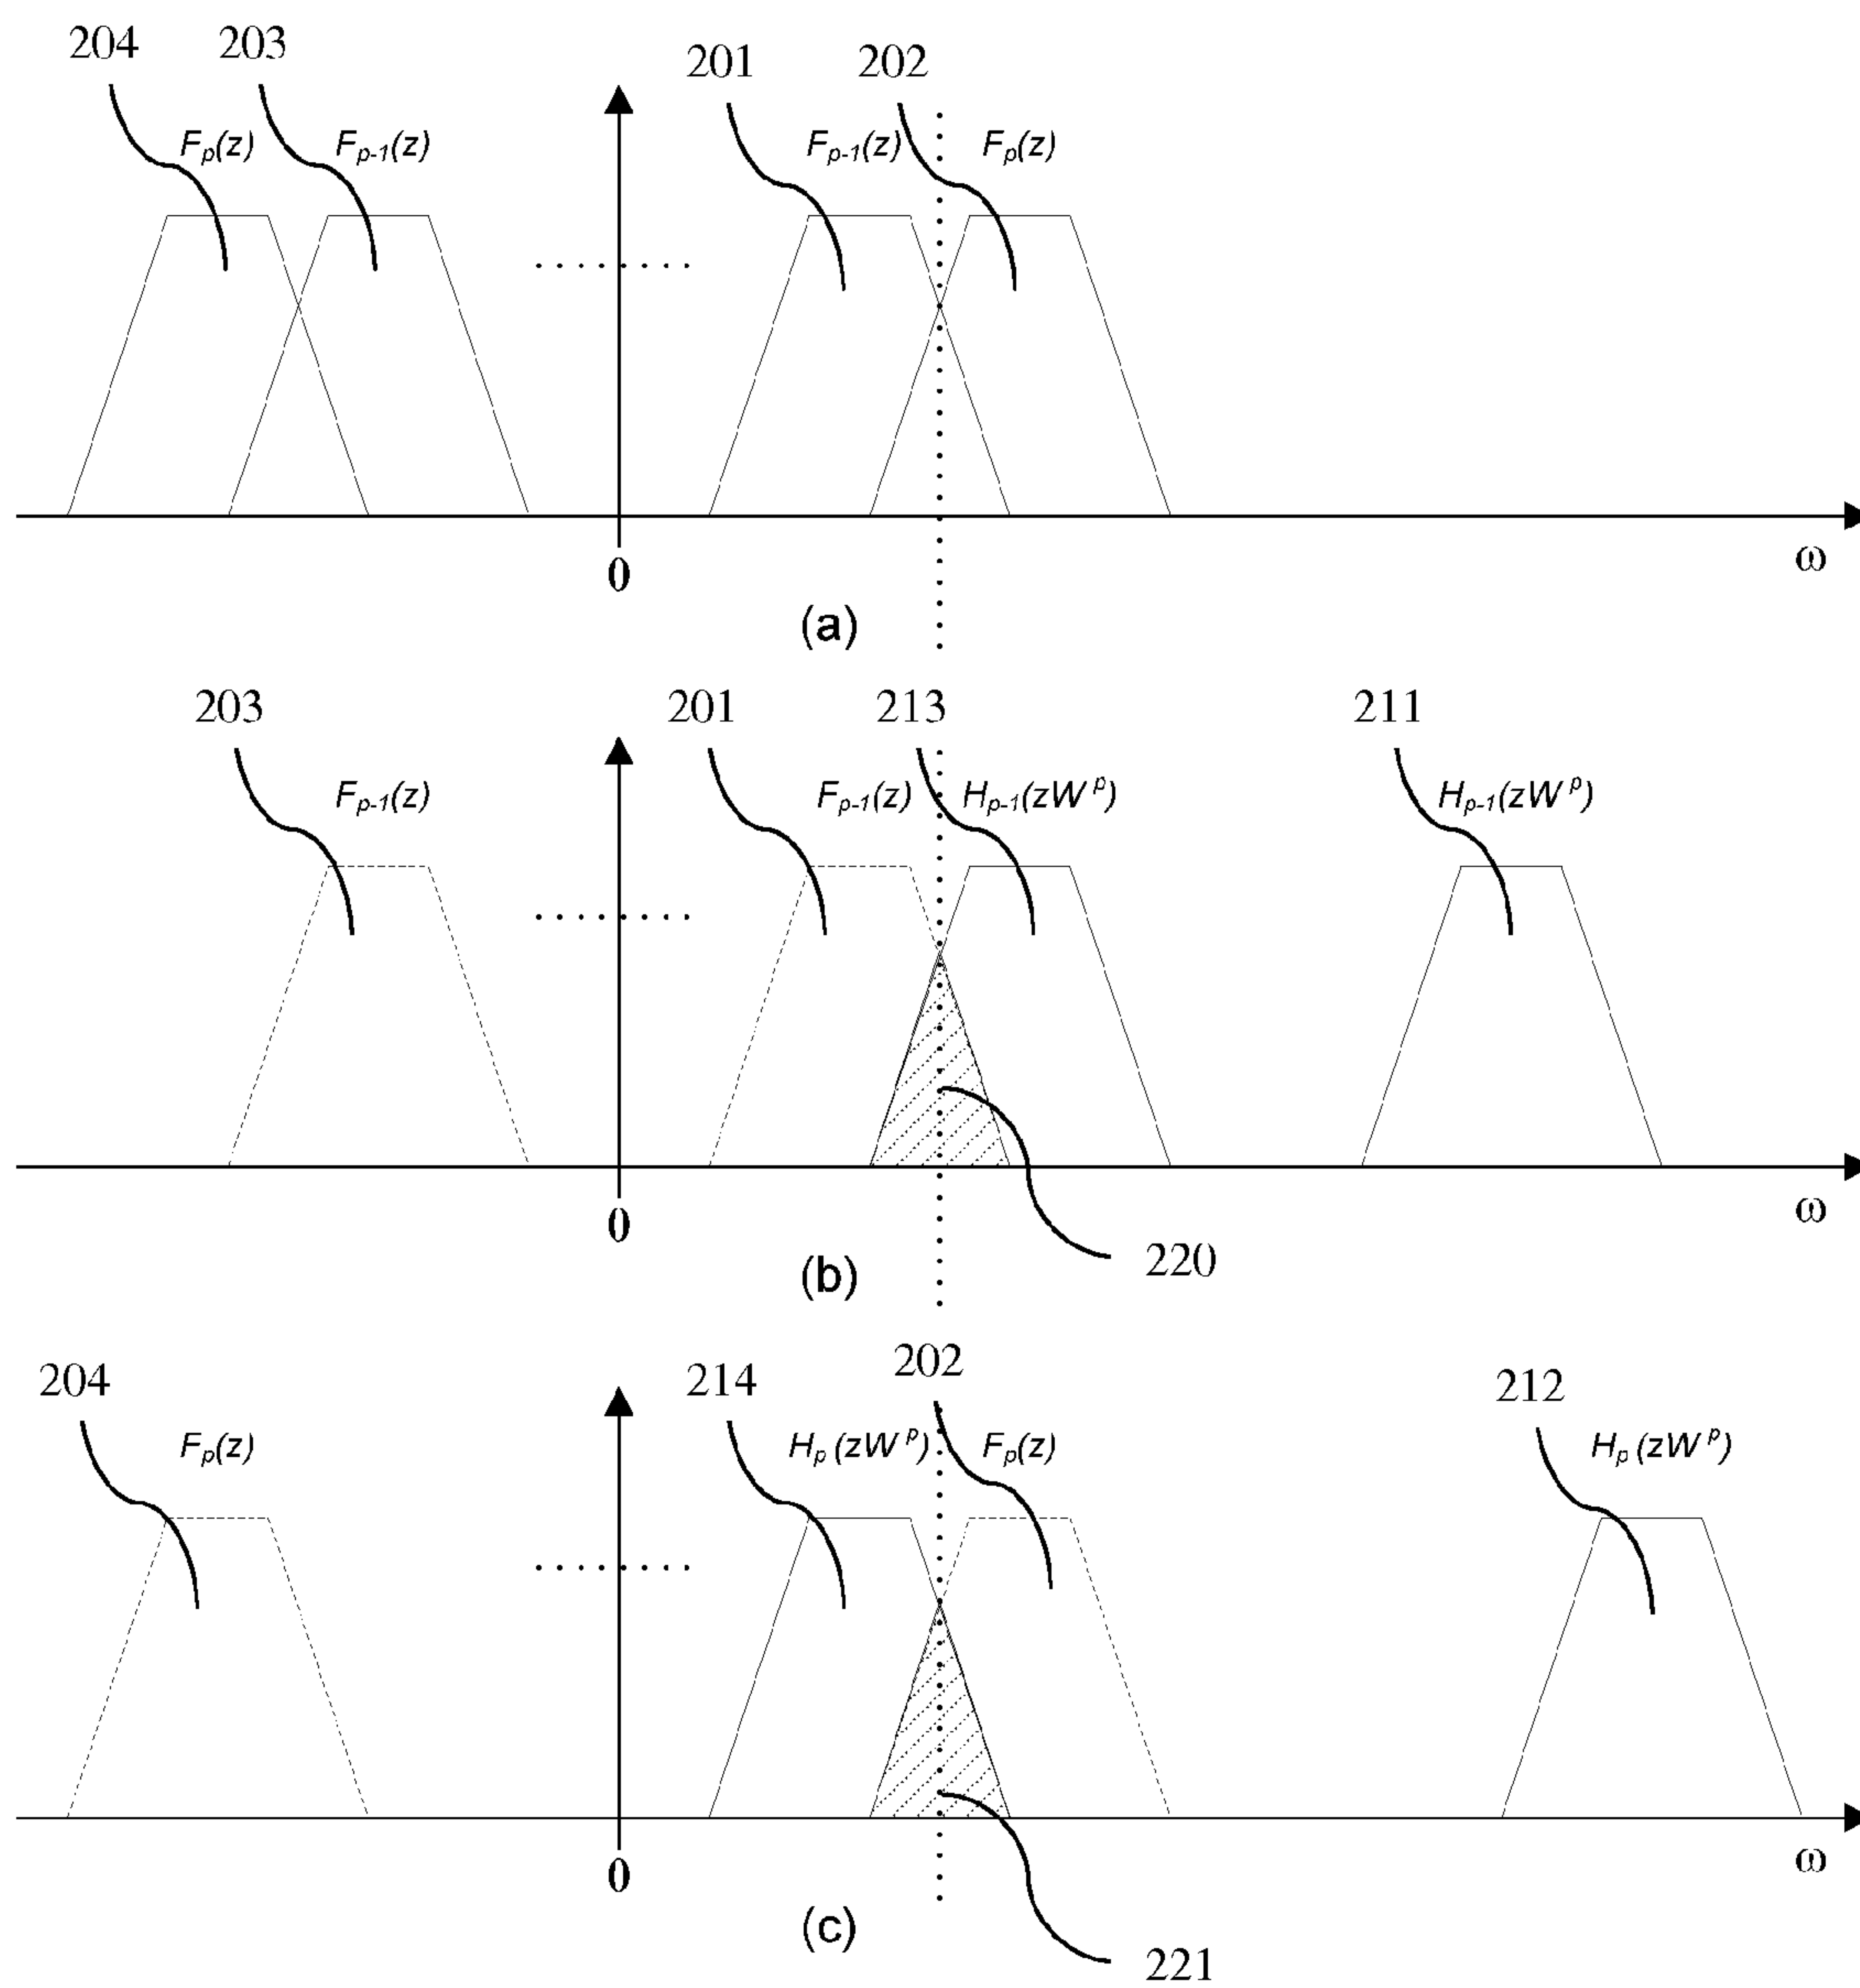 204 203 201 202
Fp(z) Fp-1(z) Fp-1(z) Fp(z)
0 ω
(a)
203 201 213 211
Fp-1(z) Fp-1(z) Hp-1(zW^p) Hp-1(zW^p)
0 ω
(b) 220
204 214 202 212
Fp(z) Hp(zW^p) Fp(z) Hp(zW^p)
0 ω
(c)
221